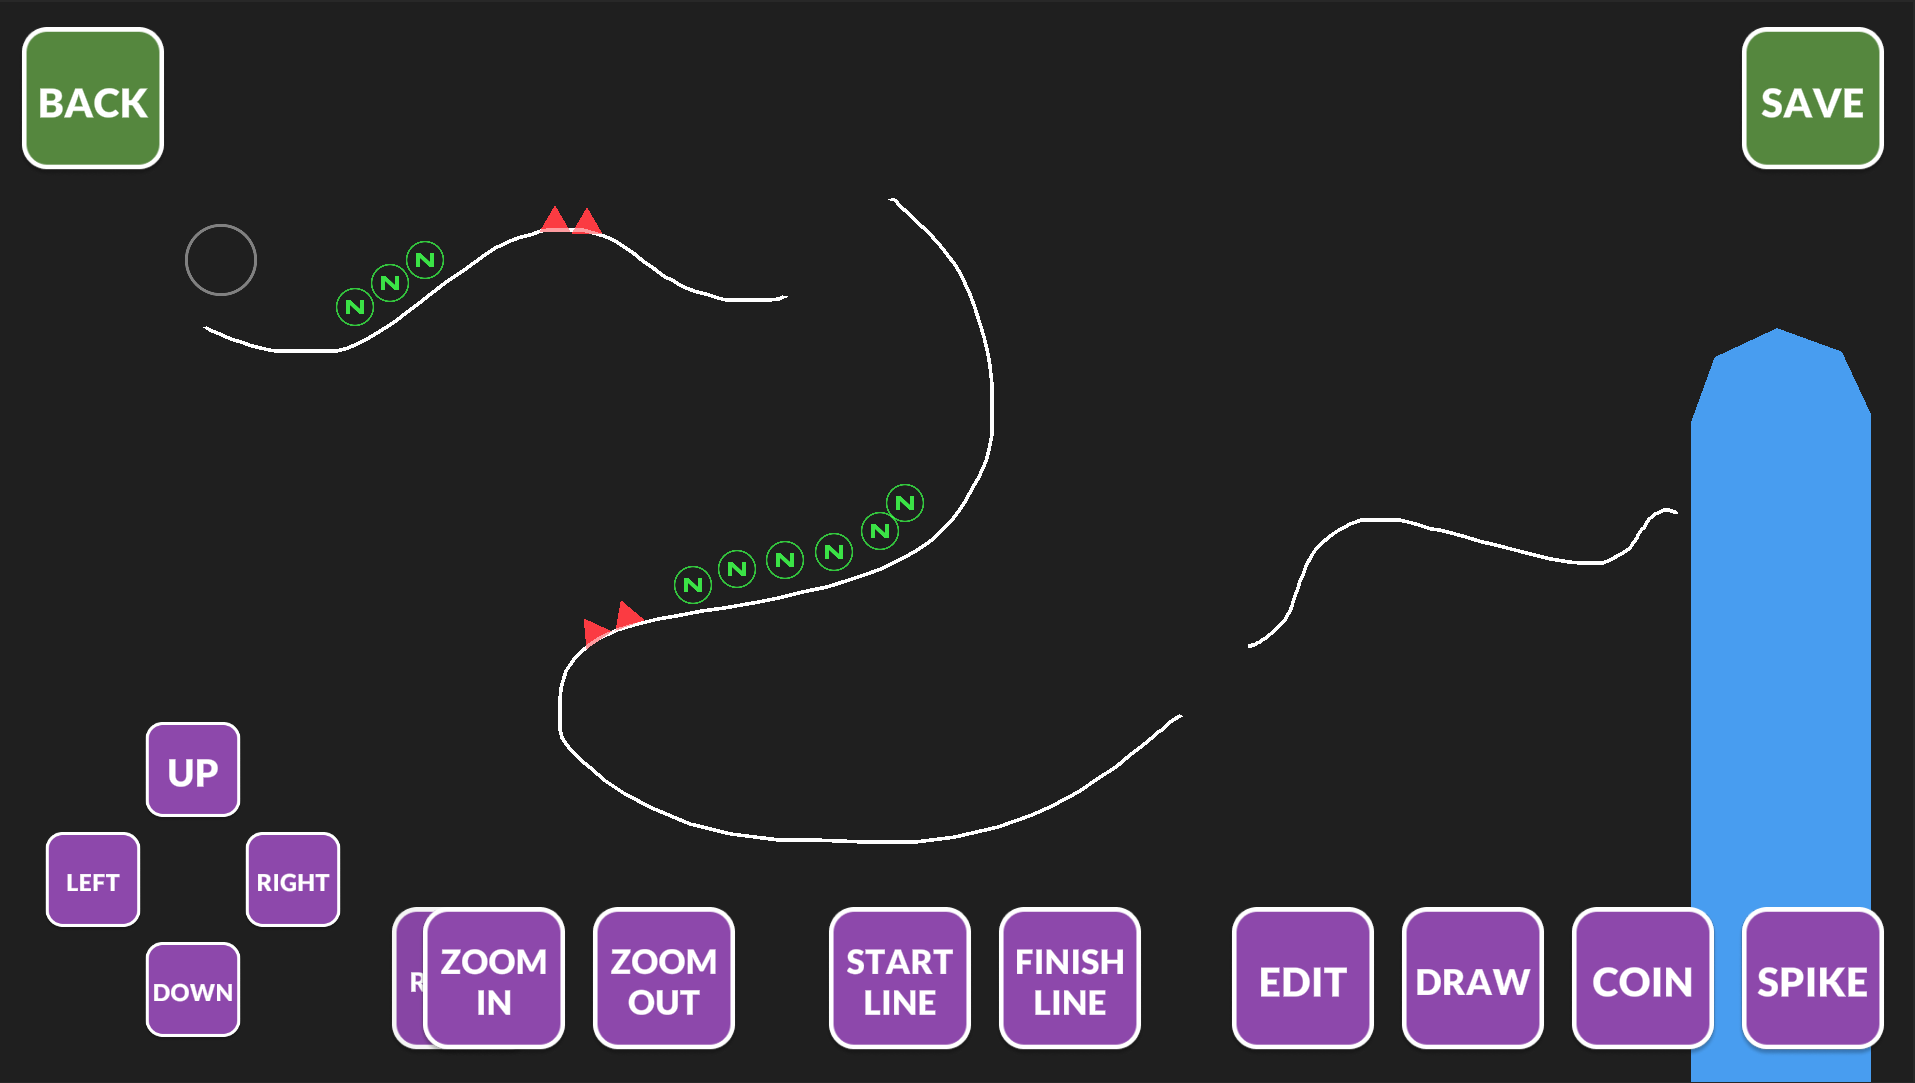 BACK
SAVE
N
N
N
N
N
N
N
N
N
UP
LEFT
RIGHT
DOWN
R
ZOOM
IN
ZOOM
OUT
START
LINE
FINISH
LINE
EDIT
DRAW
COIN
SPIKE